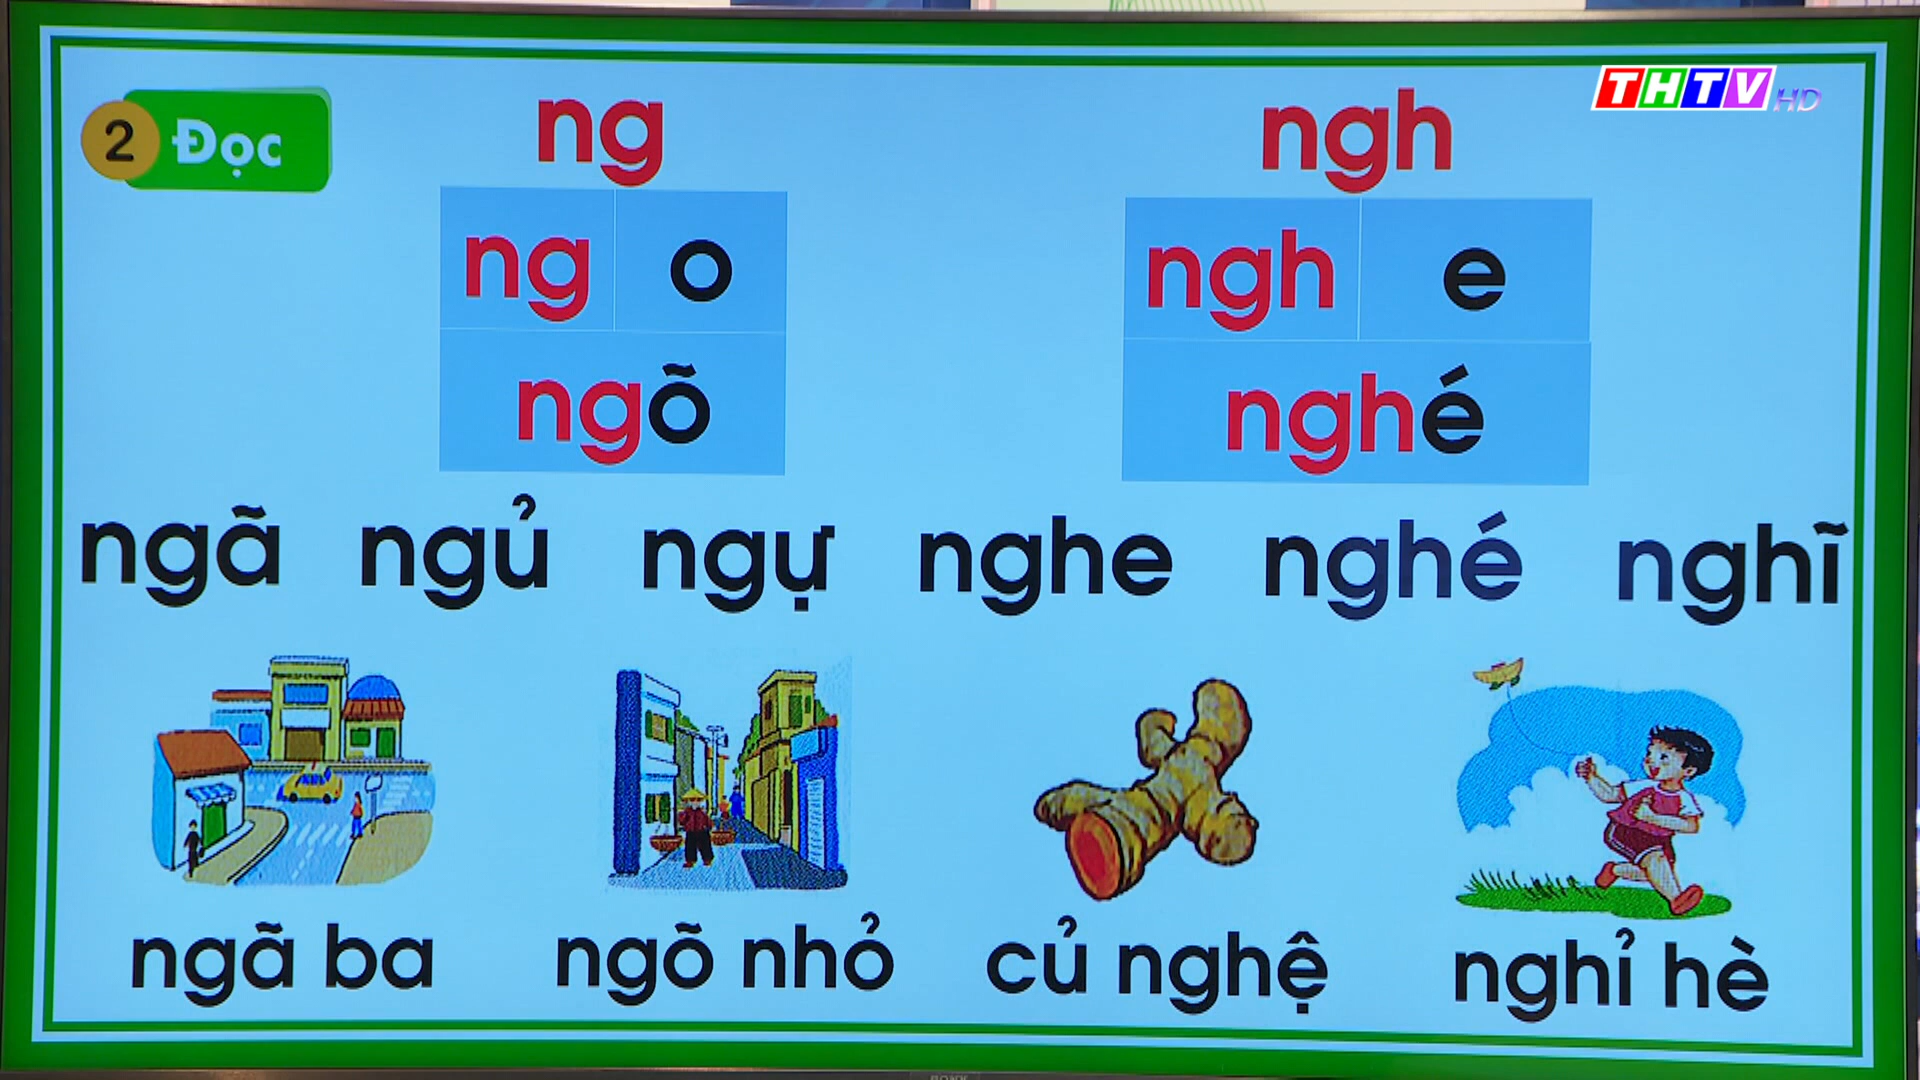 THTV HD
2 Đọc
ng ngh
ng o ngh e
ngõ nghé
ngã ngủ ngự nghe nghé nghĩ
ngã ba ngõ nhỏ củ nghệ nghỉ hè